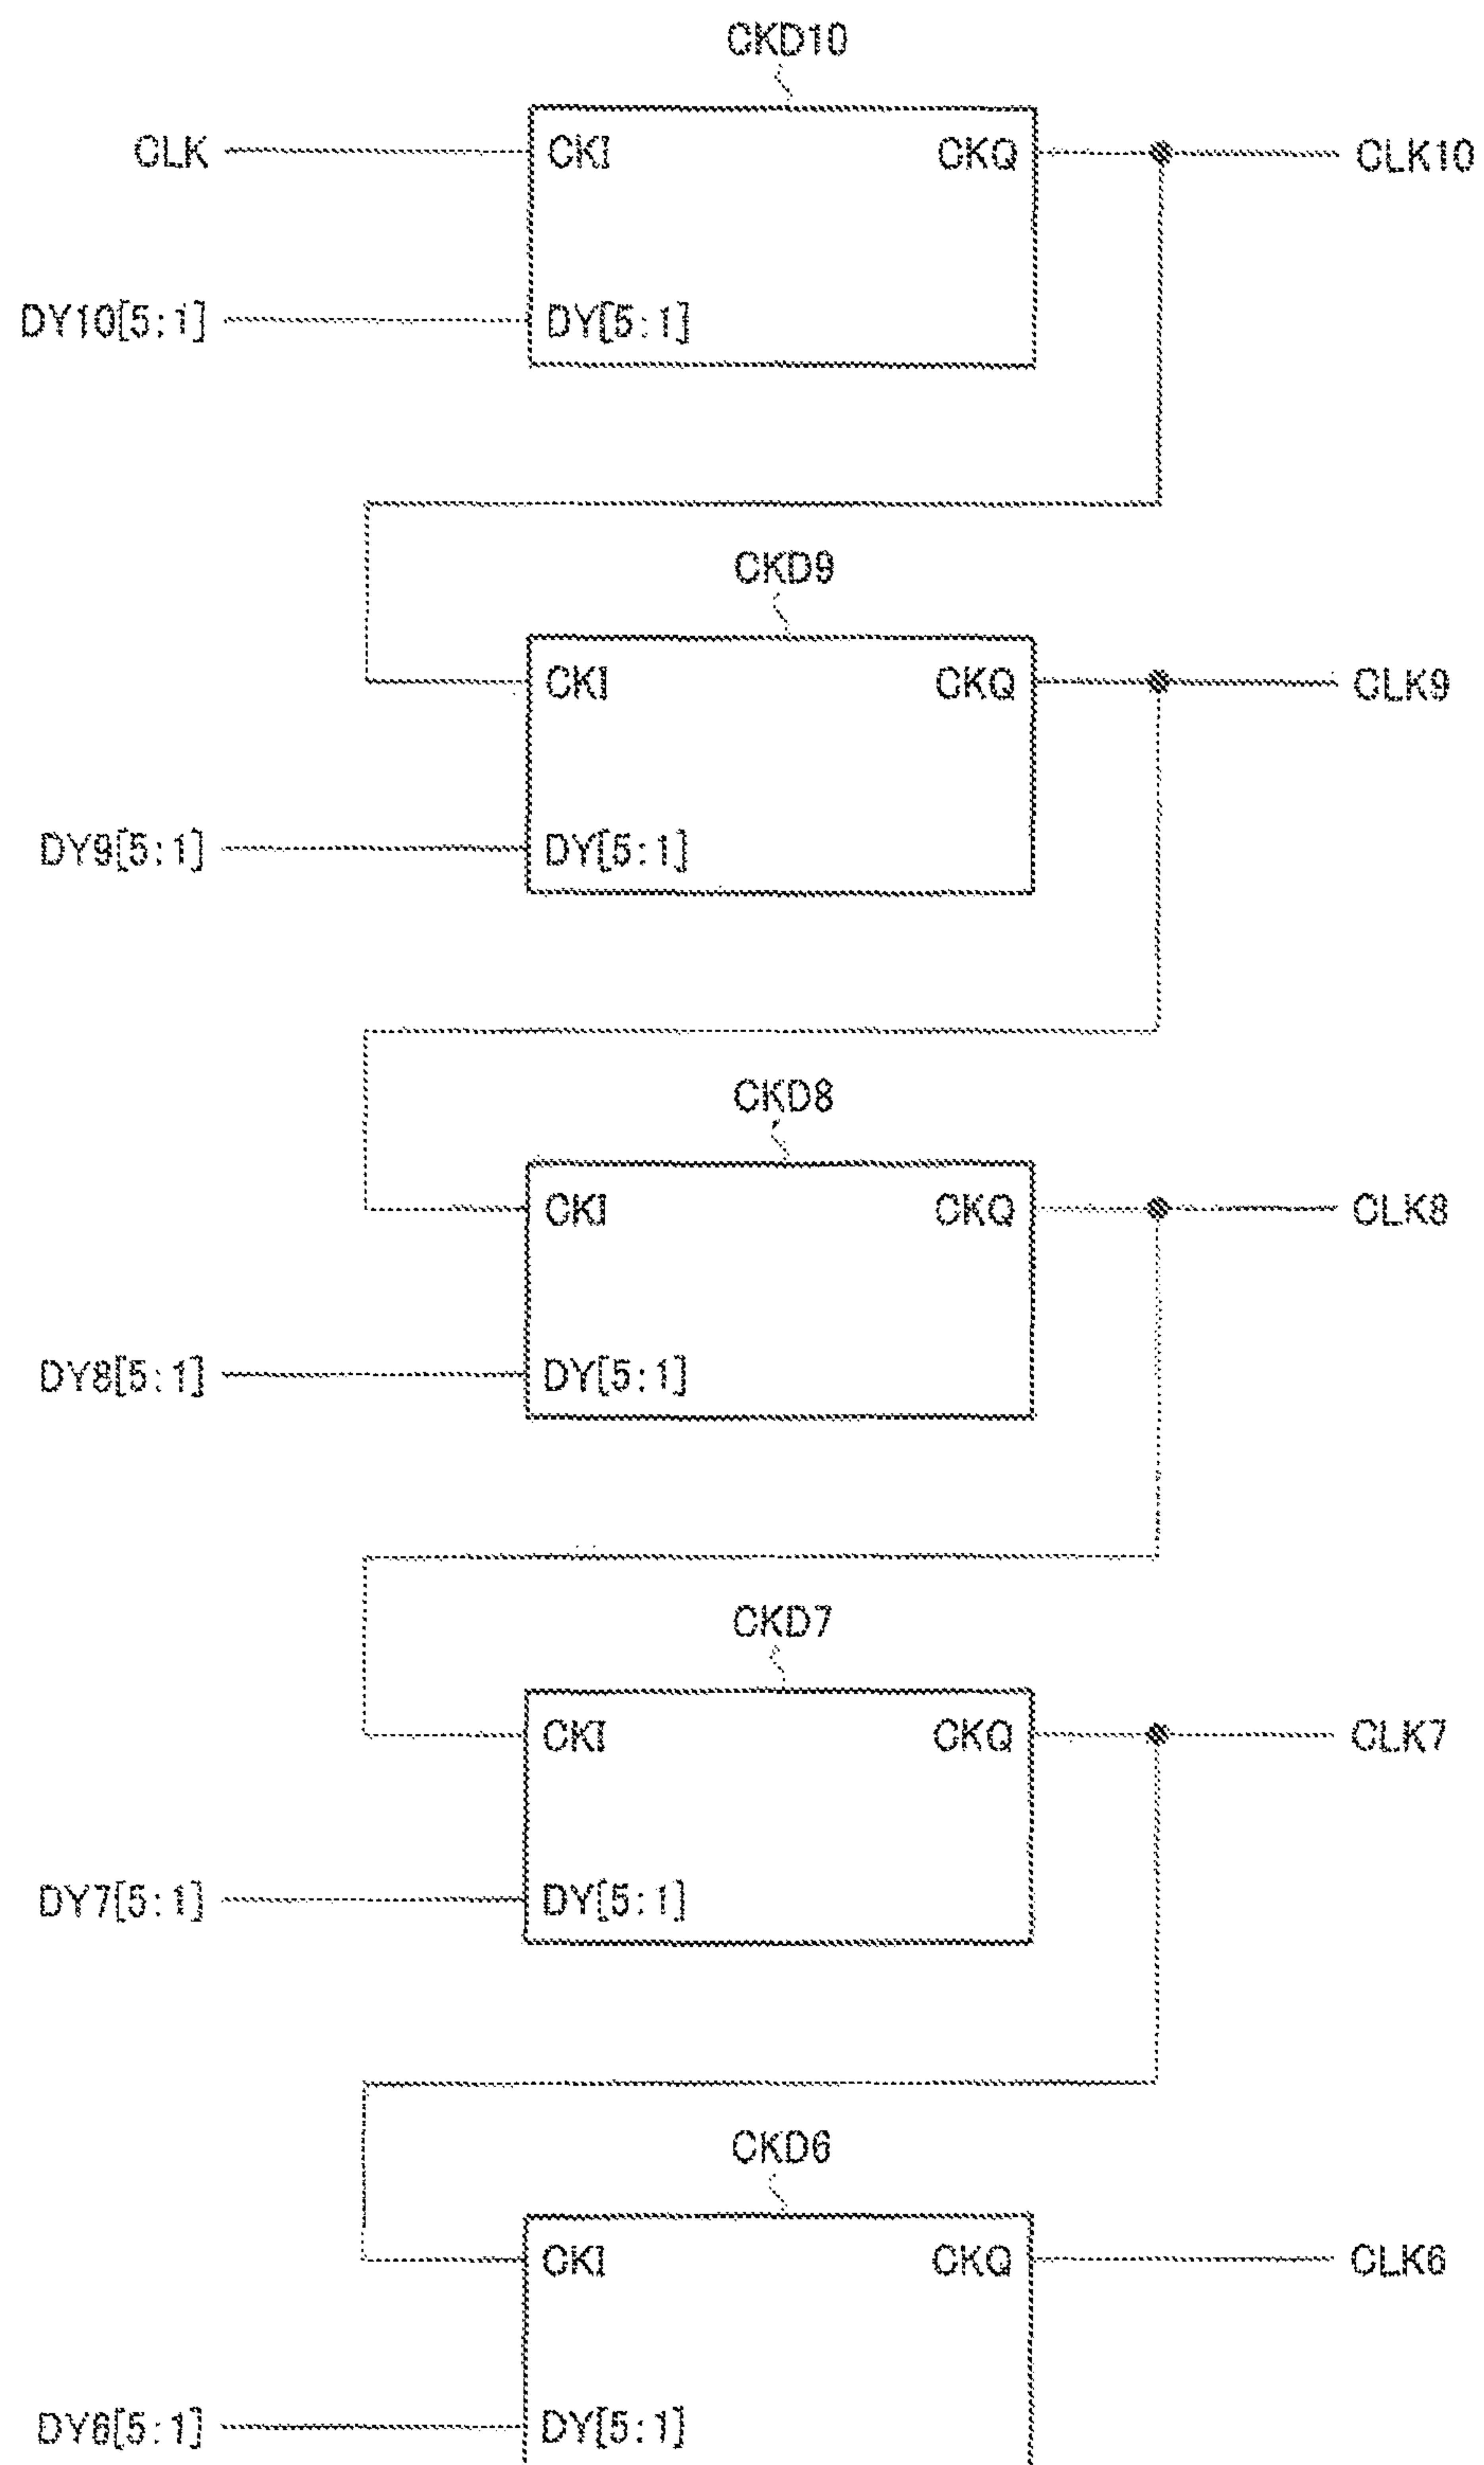 CKD10
CLK CKI CKQ CLK10
DY10[5:1] DY[5:1]
CKD9
CKI CKQ CLK9
DY9[5:1] DY[5:1]
CKD8
CKI CKQ CLK8
DY8[5:1] DY[5:1]
CKD7
CKI CKQ CLK7
DY7[5:1] DY[5:1]
CKD6
CKI CKQ CLK6
DY6[5:1] DY[5:1]